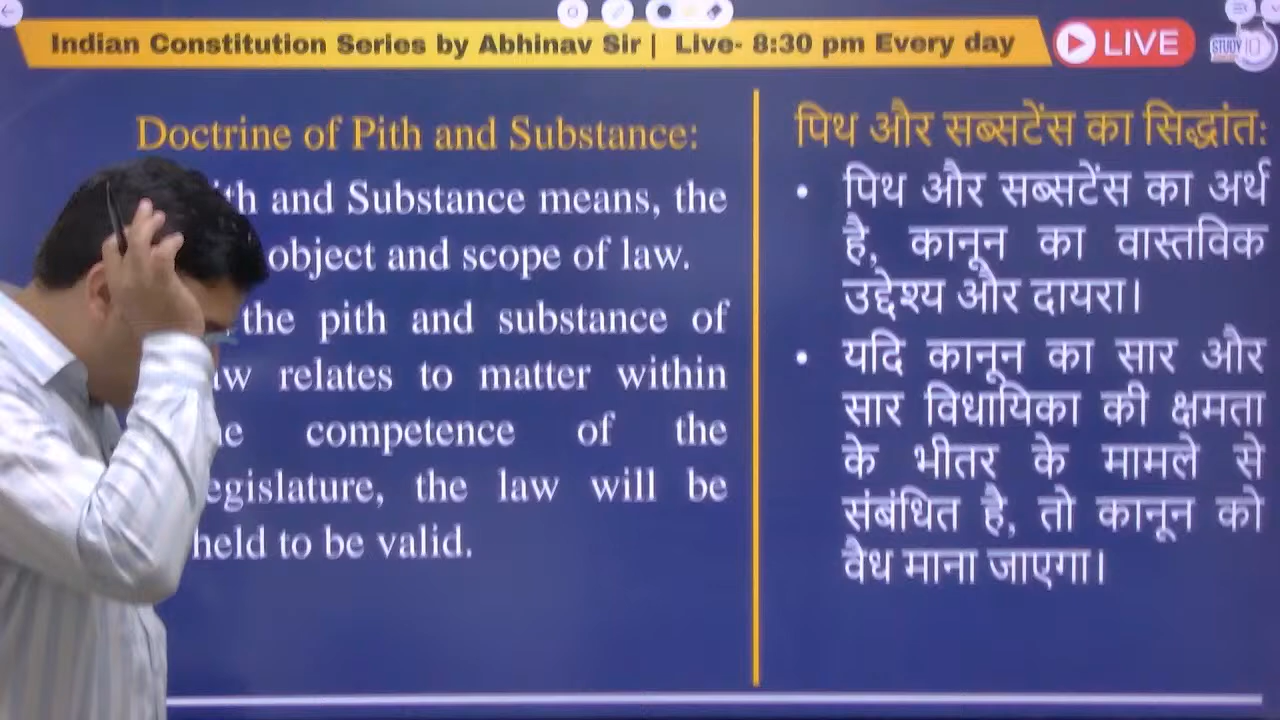 Indian Constitution Series by Abhinav Sir | Live- 8:30 pm Every day
LIVE
STUDY IQ
Doctrine of Pith and Substance:
and Substance means, the
object and scope of law.
the pith and substance of
relates to matter within
competence of the
the law will be
held to be valid.
पिथ और सब्सटेंस का सिद्धांत:
• पिथ और सब्सटेंस का अर्थ
है, कानून का वास्तविक
उद्देश्य और दायरा।
• यदि कानून का सार और
सार विधायिका की क्षमता
के भीतर के मामले से
संबंधित है, तो कानून को
वैध माना जाएगा।